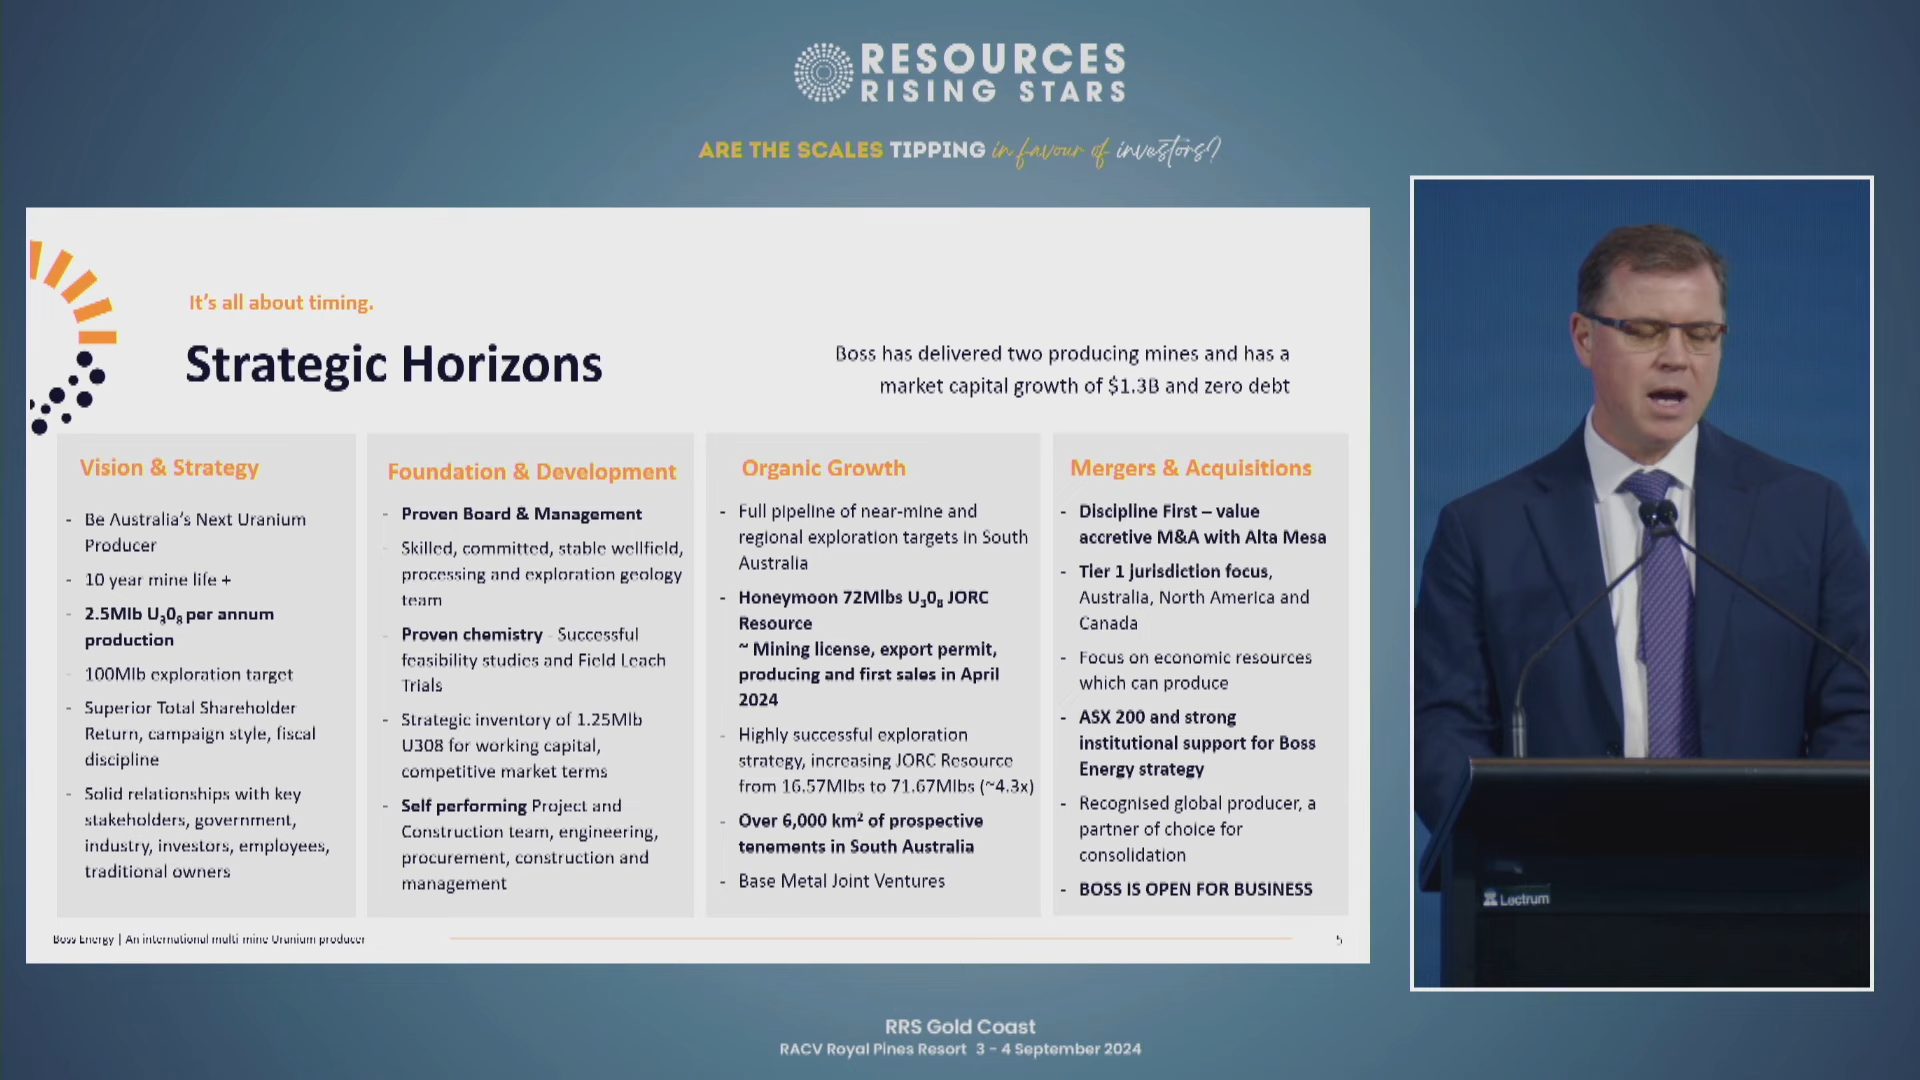 RESOURCES
RISING STARS
ARE THE SCALES TIPPING in favour of investors?
It's all about timing.
Strategic Horizons
Boss has delivered two producing mines and has a
market capital growth of $1.3B and zero debt
Vision & Strategy
- Be Australia's Next Uranium
Producer
- 10 year mine life +
- 2.5Mlb U₃0₈ per annum
production
- 100Mlb exploration target
- Superior Total Shareholder
Return, campaign style, fiscal
discipline
- Solid relationships with key
stakeholders, government,
industry, investors, employees,
traditional owners
Foundation & Development
- Proven Board & Management
- Skilled, committed, stable wellfield,
processing and exploration geology
team
- Proven chemistry - Successful
feasibility studies and Field Leach
Trials
- Strategic inventory of 1.25Mlb
U308 for working capital,
competitive market terms
- Self performing Project and
Construction team, engineering,
procurement, construction and
management
Organic Growth
- Full pipeline of near-mine and
regional exploration targets in South
Australia
- Honeymoon 72Mlbs U₃0₈ JORC
Resource
~ Mining license, export permit,
producing and first sales in April
2024
- Highly successful exploration
strategy, increasing JORC Resource
from 16.57Mlbs to 71.67Mlbs (~4.3x)
- Over 6,000 km² of prospective
tenements in South Australia
- Base Metal Joint Ventures
Mergers & Acquisitions
- Discipline First – value
accretive M&A with Alta Mesa
- Tier 1 jurisdiction focus,
Australia, North America and
Canada
- Focus on economic resources
which can produce
- ASX 200 and strong
institutional support for Boss
Energy strategy
- Recognised global producer, a
partner of choice for
consolidation
- BOSS IS OPEN FOR BUSINESS
Boss Energy | An international multi mine Uranium producer
5
Lectrum
RRS Gold Coast
RACV Royal Pines Resort 3 - 4 September 2024